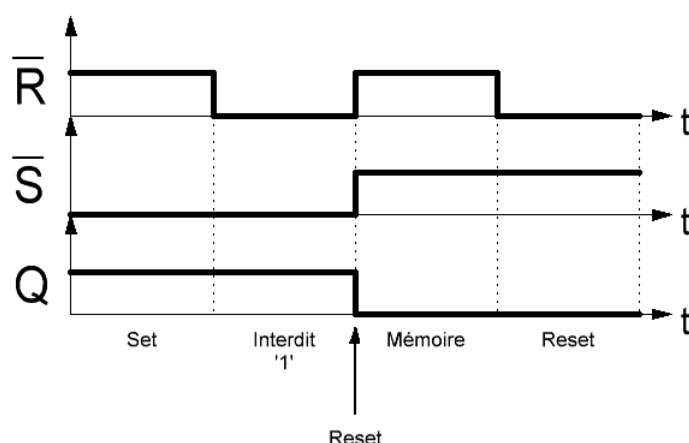 R̅
t
S̅
t
Q
t
Set
Interdit
'1'
Mémoire
Reset
Reset